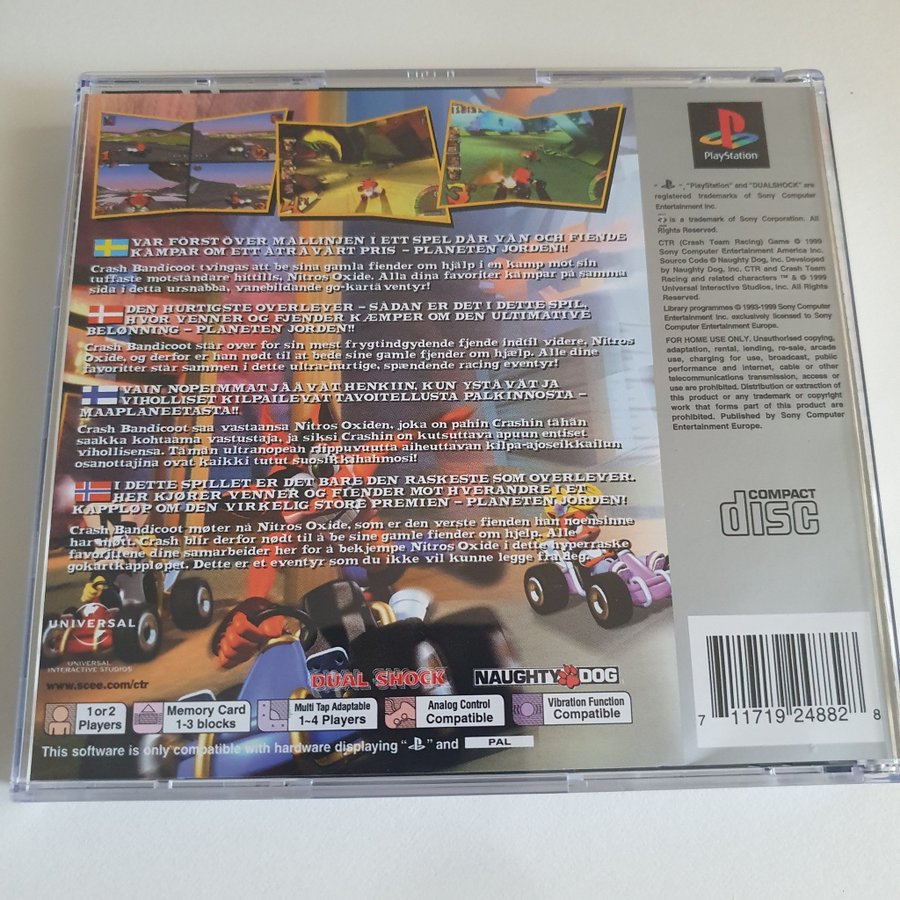 VAR FÖRST ÖVER MÅLLINJEN I ETT SPEL DÄR VÄN OCH FIENDE
KÄMPAR OM ETT ÅTRÅVÄRT PRIS – PLANETEN JORDEN!!
Crash Bandicoot tvingas att be sina gamla fiender om hjälp i en kamp mot sin
tuffaste motståndare hittills, Nitros Oxide. Alla dina favoriter kämpar på samma
sida i detta ursnabba, vanebildande go-kartäventyr!
DEN HURTIGSTE OVERLEVER – SÅDAN ER DET I DETTE SPIL,
HVOR VENNER OG FJENDER KÆMPER OM DEN ULTIMATIVE
BELØNNING – PLANETEN JORDEN!!
Crash Bandicoot står over for sin mest frygtindgydende fjende indtil videre, Nitros
Oxide, og derfor er han nødt til at bede sine gamle fjender om hjælp. Alle dine
favoritter står sammen i dette ultra-hurtige, spændende racing eventyr!
VAIN NOPEIMMAT JÄÄVÄT HENKIIN, KUN YSTÄVÄT JA
VIHOLLISET KILPAILEVAT TAVOITELLUSTA PALKINNOSTA –
MAAPLANEETASTA!!.
Crash Bandicoot saa vastaansa Nitros Oxiden, joka on pahin Crashin tähän
saakka kohtaama vastustaja, ja siksi Crashin on kutsuttava apuun entiset
vihollisensa. Tämän ultranopean riippuvuutta aiheuttavan kilpa-ajoseikkailun
osanottajina ovat kaikki tutut suosikkihahmosi!
I DETTE SPILLET ER DET BARE DEN RASKESTE SOM OVERLEVER.
HER KJØRER VENNER OG FIENDER MOT HVERANDRE I ET
KAPPLØP OM DEN VIRKELIG STORE PREMIEN – PLANETEN JORDEN!
Crash Bandicoot møter nå Nitros Oxide, som er den verste fienden han noensinne
har møtt. Crash blir derfor nødt til å be sine gamle fiender om hjelp. Alle
favorittene dine samarbeider her for å bekjempe Nitros Oxide i dette hyperraske
gokartkappløpet. Dette er et eventyr som du ikke vil kunne legge fra deg.
UNIVERSAL
UNIVERSAL
INTERACTIVE STUDIOS
www.scee.com/ctr
DUAL SHOCK
NAUGHTY DOG
1 or 2
Players
Memory Card
1-3 blocks
Multi Tap Adaptable
1~4 Players
Analog Control
Compatible
Vibration Function
Compatible
This software is only compatible with hardware displaying " " and PAL
PlayStation
" ", "PlayStation" and "DUALSHOCK" are
registered trademarks of Sony Computer
Entertainment Inc.
is a trademark of Sony Corporation. All
Rights Reserved.
CTR (Crash Team Racing) Game © 1999
Sony Computer Entertainment America Inc.
Source Code © Naughty Dog, Inc. Developed
by Naughty Dog, Inc. CTR and Crash Team
Racing and related characters ™ & © 1999
Universal Interactive Studios, Inc. All
Rights Reserved.
Library programmes © 1993-1999 Sony Computer
Entertainment Inc. exclusively licensed to Sony
Computer Entertainment Europe.
FOR HOME USE ONLY. Unauthorised copying,
adaptation, rental, lending, re-sale, arcade
use, charging for use, broadcast, public
performance and internet, cable or other
telecommunications transmission, access or
use are prohibited. Distribution or extraction of
this product or any trademark or copyright
work that forms part of this product are
prohibited. Published by Sony Computer
Entertainment Europe.
COMPACT
disc
7 11719 24882 8